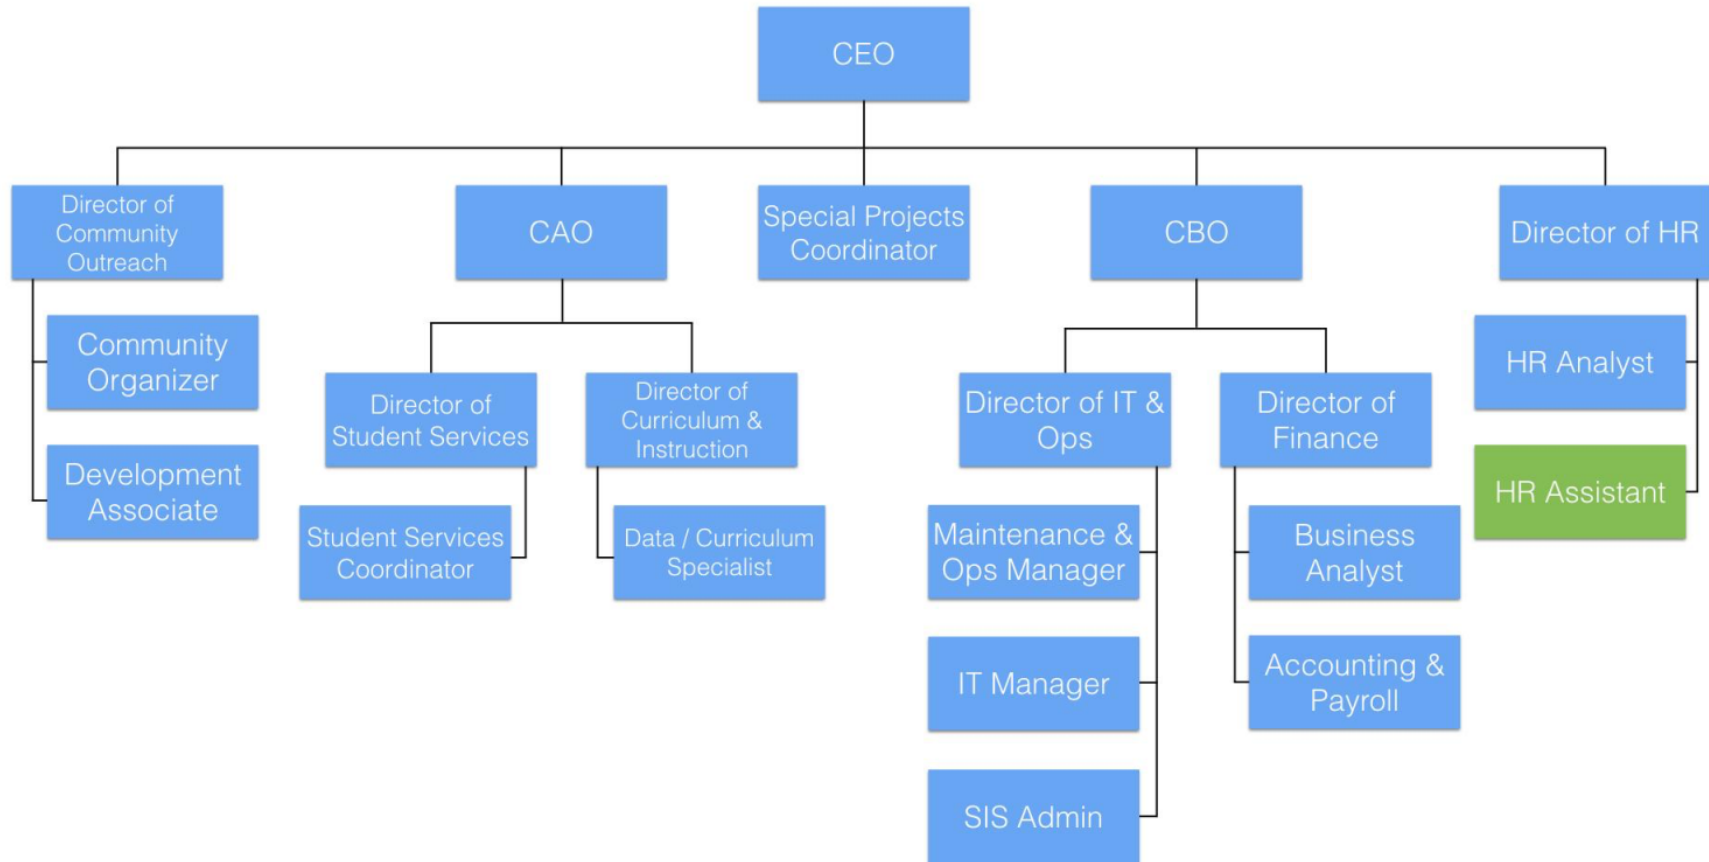 CEO
Director of
Community
Outreach
CAO
Special Projects
Coordinator
CBO
Director of HR
Community
Organizer
Development
Associate
Director of
Student Services
Student Services
Coordinator
Director of
Curriculum &
Instruction
Data / Curriculum
Specialist
Director of IT &
Ops
Maintenance &
Ops Manager
IT Manager
SIS Admin
Director of
Finance
Business
Analyst
Accounting &
Payroll
HR Analyst
HR Assistant